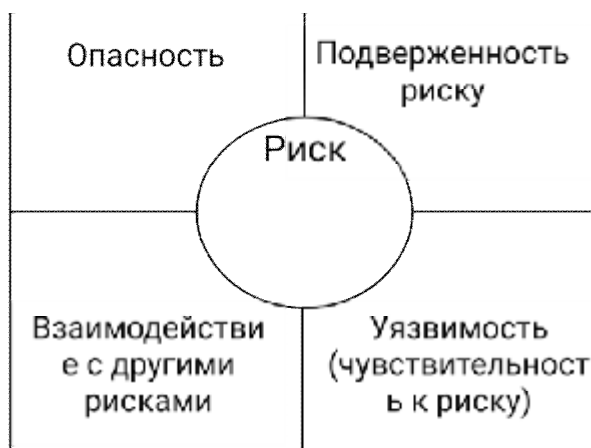 Опасность
Подверженность
риску
Риск
Взаимодействи
е с другими
рисками
Уязвимость
(чувствительност
ь к риску)